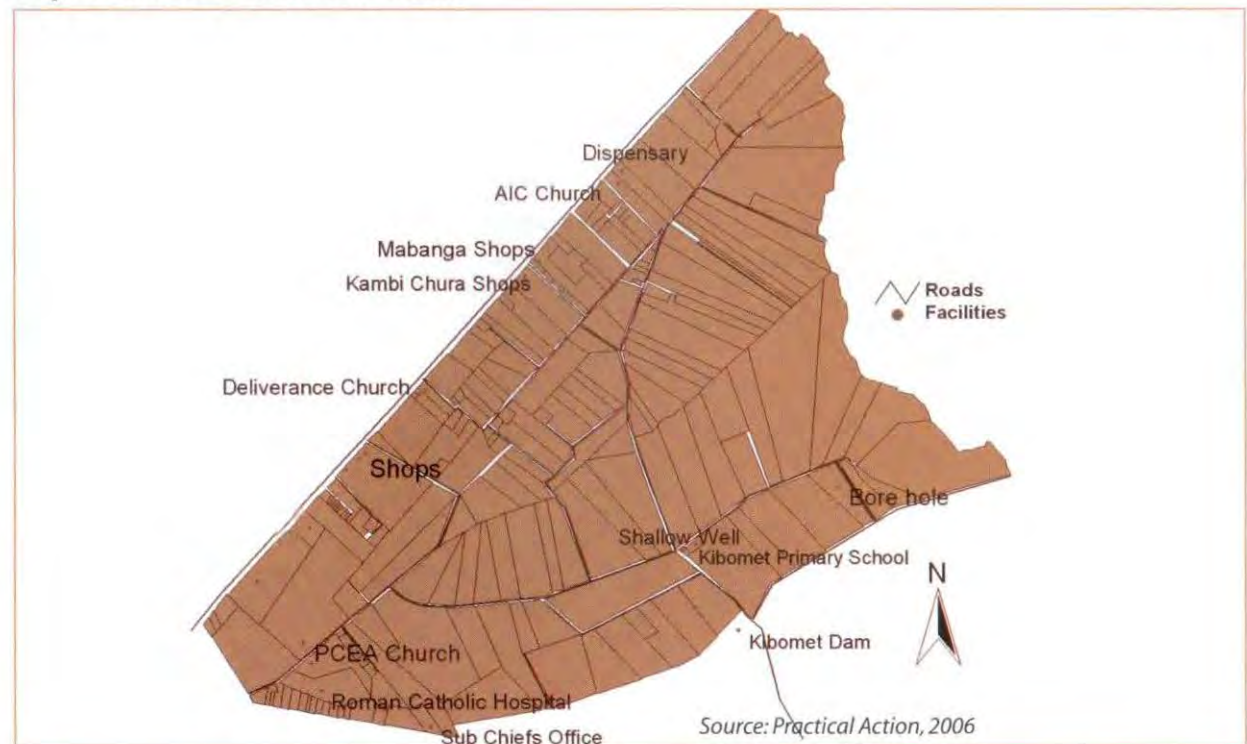 Dispensary
AIC Church
Mabanga Shops
Kambi Chura Shops
Roads
Facilities
Deliverance Church
Shops
Bore hole
Shallow Well
Kibomet Primary School
N
Kibomet Dam
PCEA Church
Roman Catholic Hospital
Source: Practical Action, 2006
Sub Chiefs Office